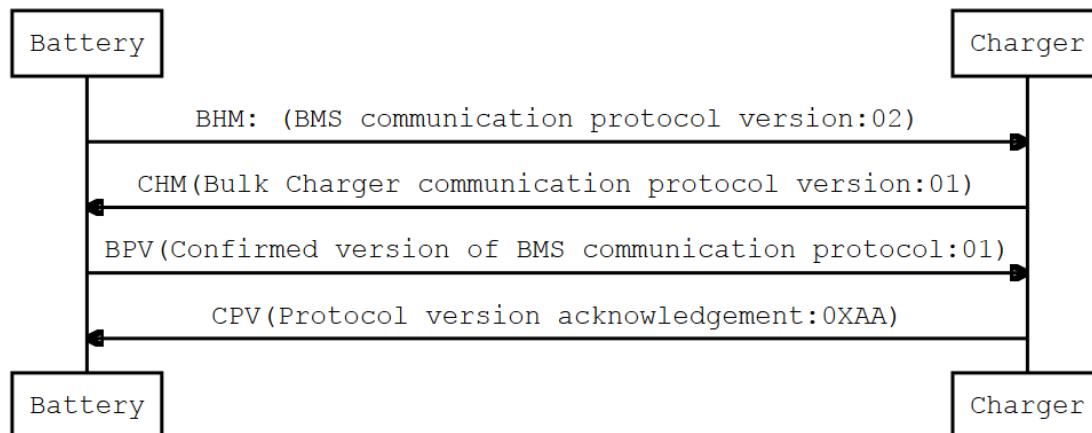 Battery
Charger
BHM: (BMS communication protocol version:02)
CHM(Bulk Charger communication protocol version:01)
BPV(Confirmed version of BMS communication protocol:01)
CPV(Protocol version acknowledgement:0XAA)
Battery
Charger